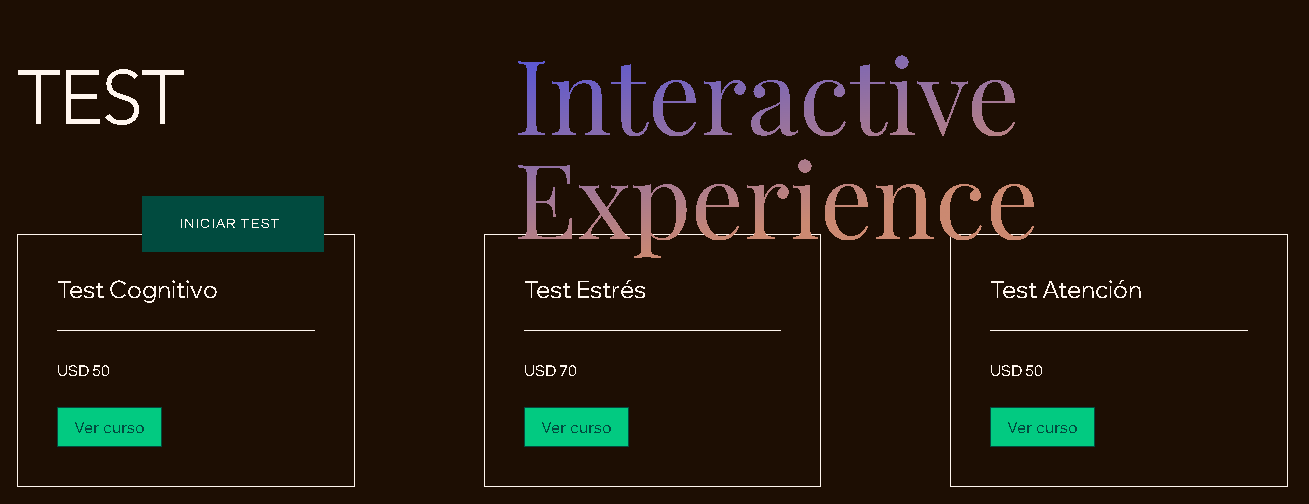 TEST
Interactive
Experience
INICIAR TEST
Test Cognitivo
USD 50
Ver curso
Test Estrés
USD 70
Ver curso
Test Atención
USD 50
Ver curso